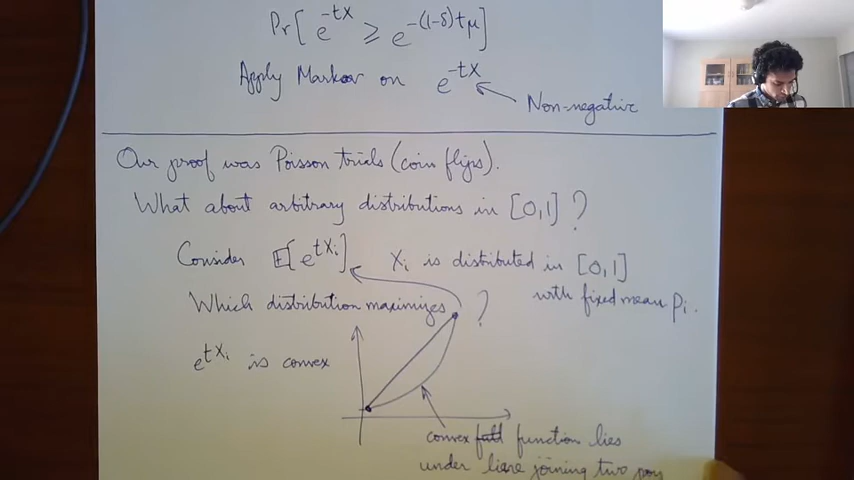 Pr[e^{-tX} ≥ e^{-(1-δ)tμ}]
Apply Markov on e^{-tX}
Non-negative
Our proof was Poisson trials (coin flips).
What about arbitrary distributions in [0,1]?
Consider 𝔼[e^{tX_i}] X_i is distributed in [0,1]
with fixed mean p_i.
Which distribution maximizes ?
e^{tX_i} is convex
convex function lies
under line joining two